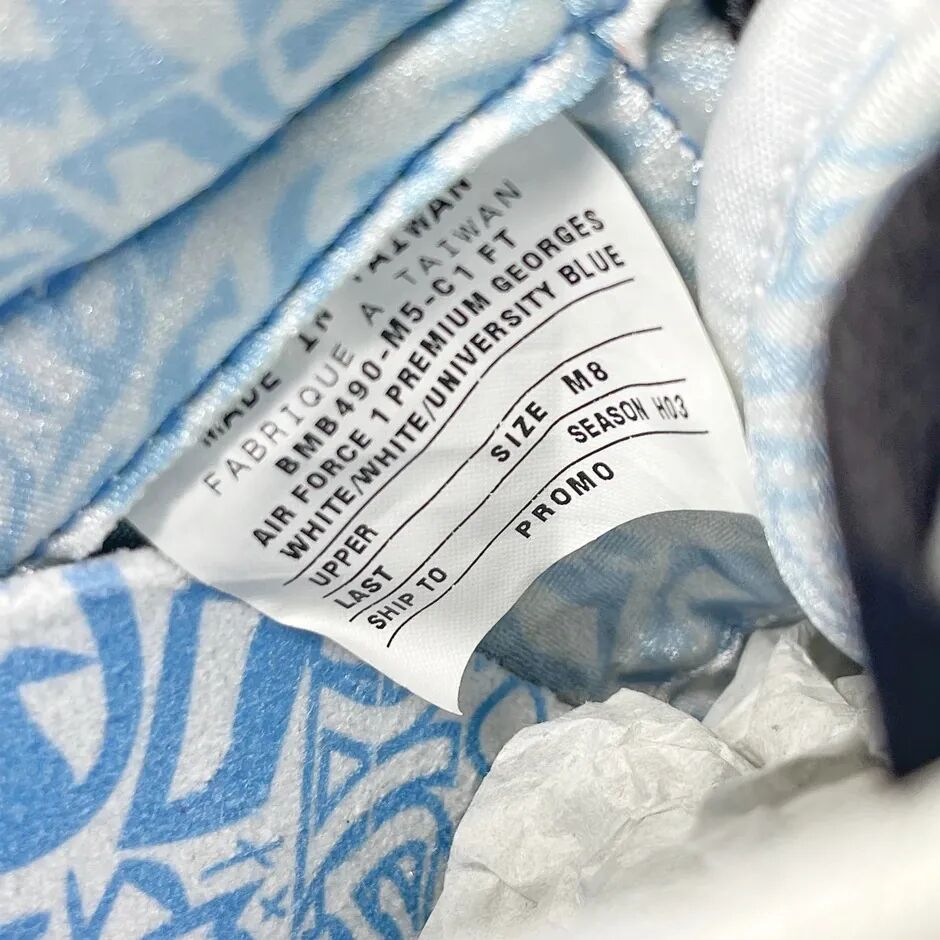 MADE IN TAIWAN
FABRIQUE A TAIWAN
BMB490-M5-C1 FT
AIR FORCE 1 PREMIUM GEORGES
WHITE/WHITE/UNIVERSITY BLUE
UPPER SIZE M8
LAST SEASON H03
SHIP TO PROMO